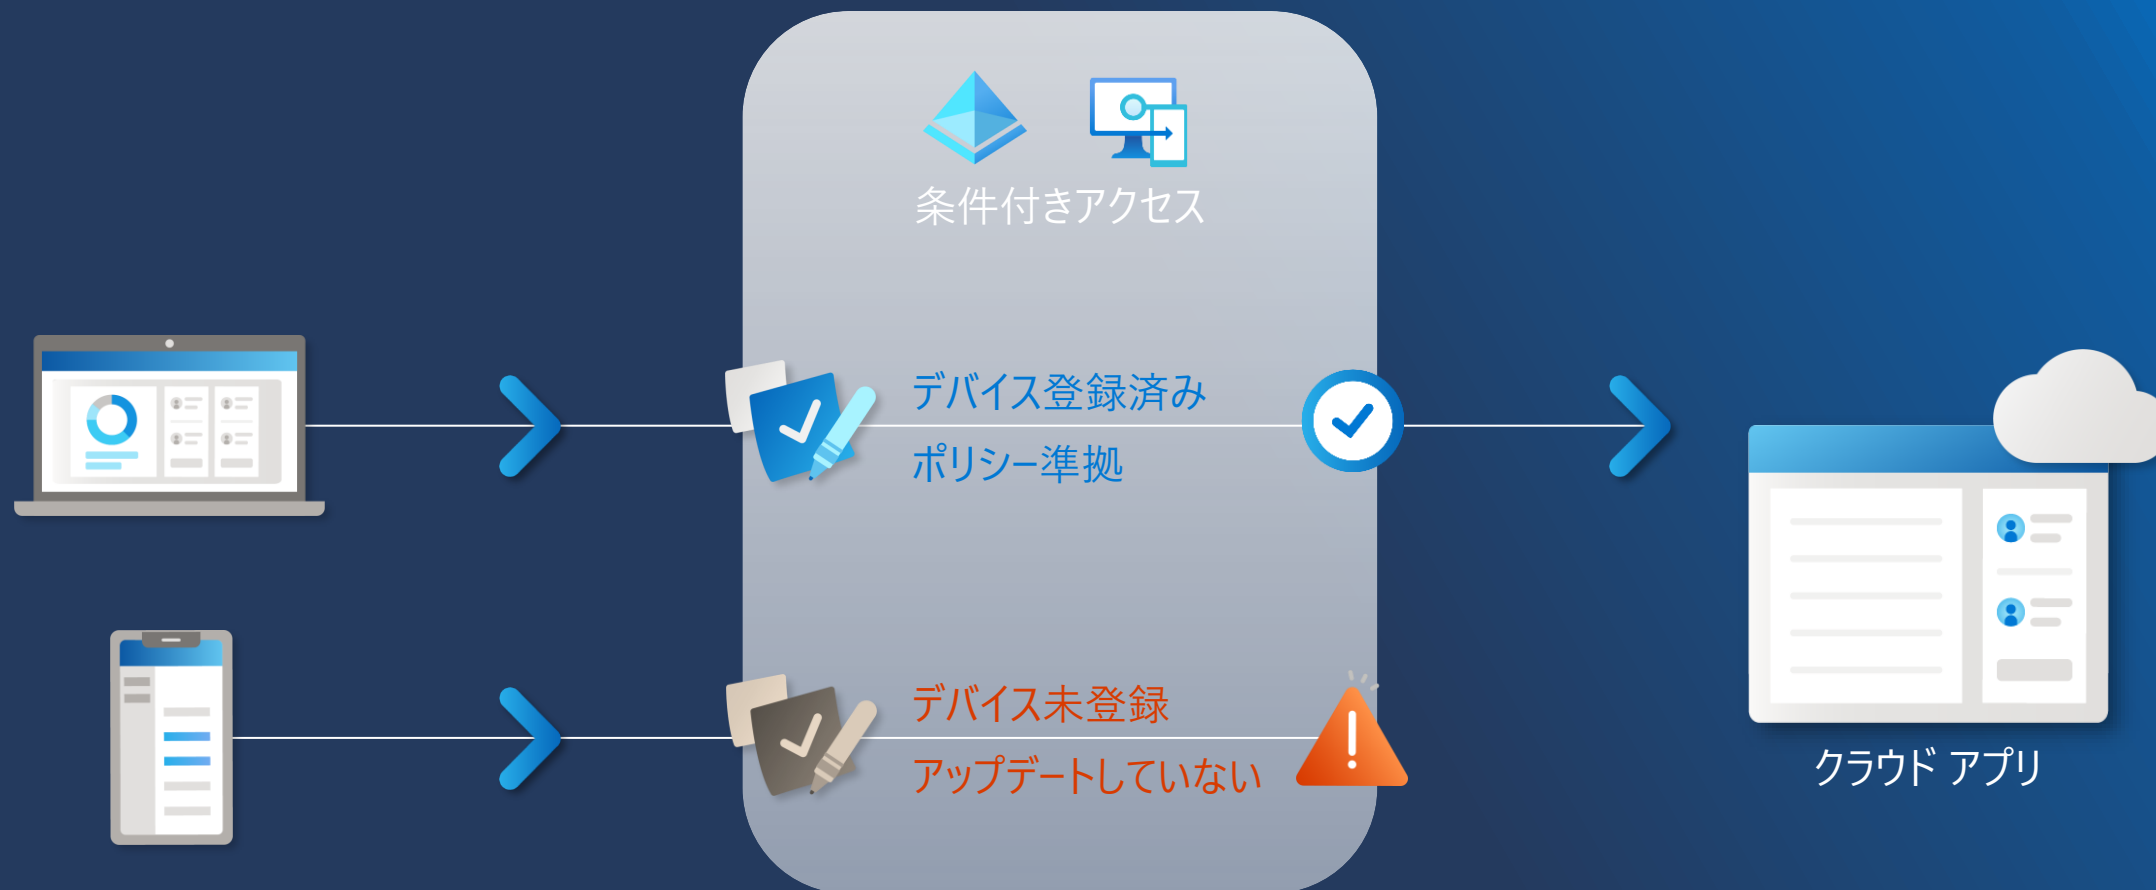 条件付きアクセス
デバイス登録済み
ポリシー準拠
デバイス未登録
アップデートしていない
クラウド アプリ